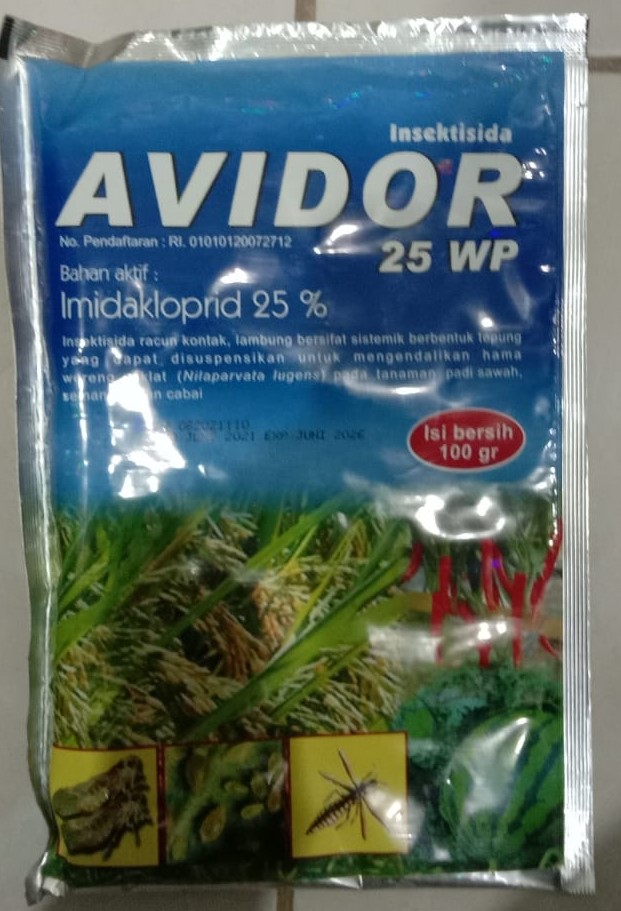 Insektisida
AVIDOR
No. Pendaftaran : RI. 01010120072712
25 WP
Bahan aktif :
Imidakloprid 25 %
Insektisida racun kontak, lambung bersifat sistemik berbentuk tepung
yang dapat disuspensikan untuk mengendalikan hama
(Nilaparvata lugens) pada tanaman padi sawah,
cabai
2021 EXP JUNI 2026
Isi bersih
100 gr